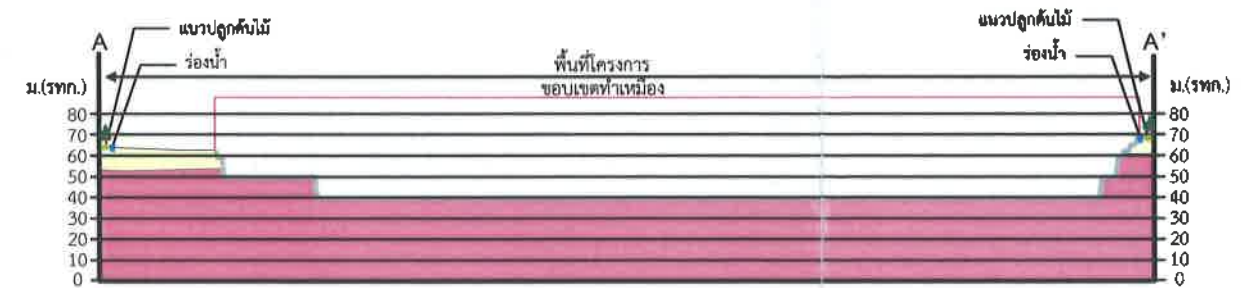 แนวปลูกต้นไม้
แนวปลูกต้นไม้
A
A'
ร่องน้ำ
ร่องน้ำ
พื้นที่โครงการ
ม.(รทก.)
ขอบเขตทำเหมือง
ม.(รทก.)
80
80
70
70
60
60
50
50
40
40
30
30
20
20
10
10
0
0